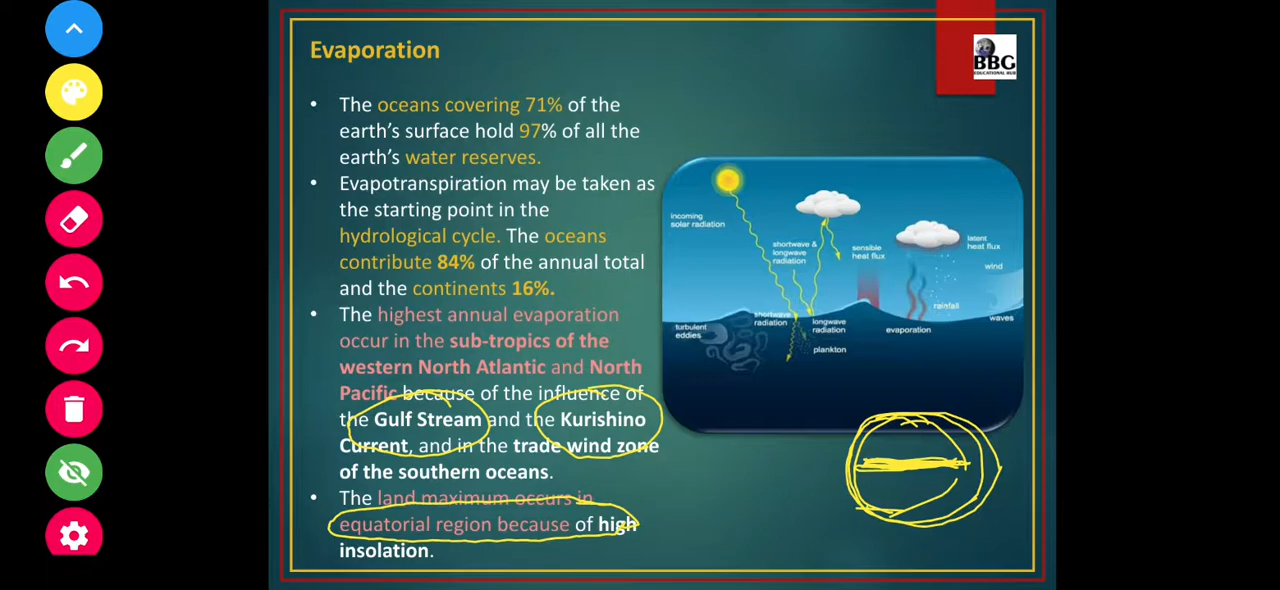 Evaporation
BBG
EDUCATIONAL HUB
• The oceans covering 71% of the
earth's surface hold 97% of all the
earth's water reserves.
• Evapotranspiration may be taken as
the starting point in the
hydrological cycle. The oceans
contribute 84% of the annual total
and the continents 16%.
• The highest annual evaporation
occur in the sub-tropics of the
western North Atlantic and North
Pacific because of the influence of
the Gulf Stream and the Kurishino
Current, and in the trade wind zone
of the southern oceans.
• The land maximum occurs in
equatorial region because of high
insolation.
incoming
solar radiation
shortwave &
longwave
radiation
sensible
heat flux
latent
heat flux
wind
rainfall
waves
turbulent
eddies
shortwave
radiation
longwave
radiation
evaporation
plankton